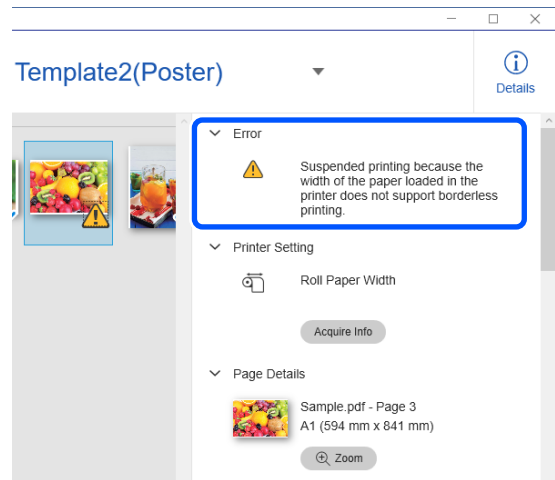 Template2(Poster)
Details
Error
Suspended printing because the
width of the paper loaded in the
printer does not support borderless
printing.
Printer Setting
Roll Paper Width
Acquire Info
Page Details
Sample.pdf - Page 3
A1 (594 mm x 841 mm)
Zoom